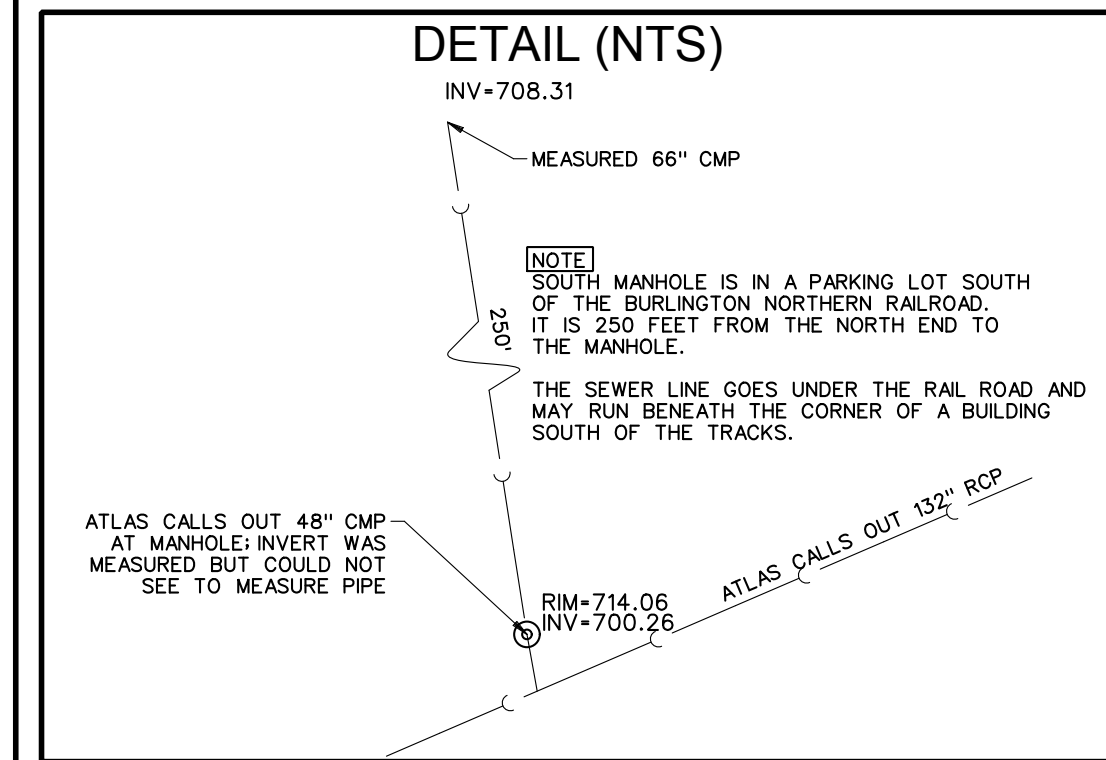 DETAIL (NTS)
INV=708.31
MEASURED 66" CMP
NOTE
SOUTH MANHOLE IS IN A PARKING LOT SOUTH
OF THE BURLINGTON NORTHERN RAILROAD.
IT IS 250 FEET FROM THE NORTH END TO
THE MANHOLE.
250'
THE SEWER LINE GOES UNDER THE RAIL ROAD AND
MAY RUN BENEATH THE CORNER OF A BUILDING
SOUTH OF THE TRACKS.
ATLAS CALLS OUT 132" RCP
ATLAS CALLS OUT 48" CMP
AT MANHOLE; INVERT WAS
MEASURED BUT COULD NOT
SEE TO MEASURE PIPE
RIM=714.06
INV=700.26